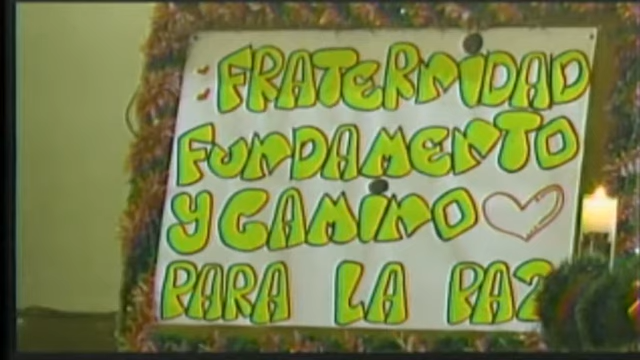 : FRATERNIDAD
FUNDAMENTO
Y CAMINO
PARA LA PAZ